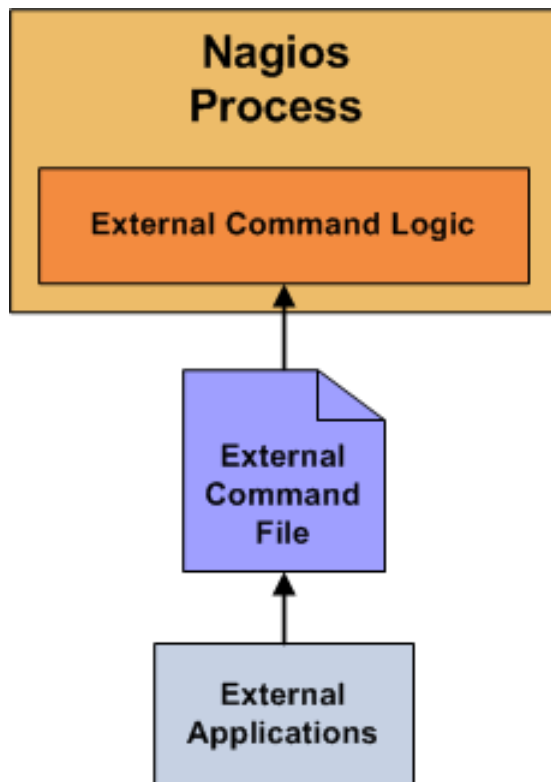 Nagios
Process
External Command Logic
External
Command
File
External
Applications